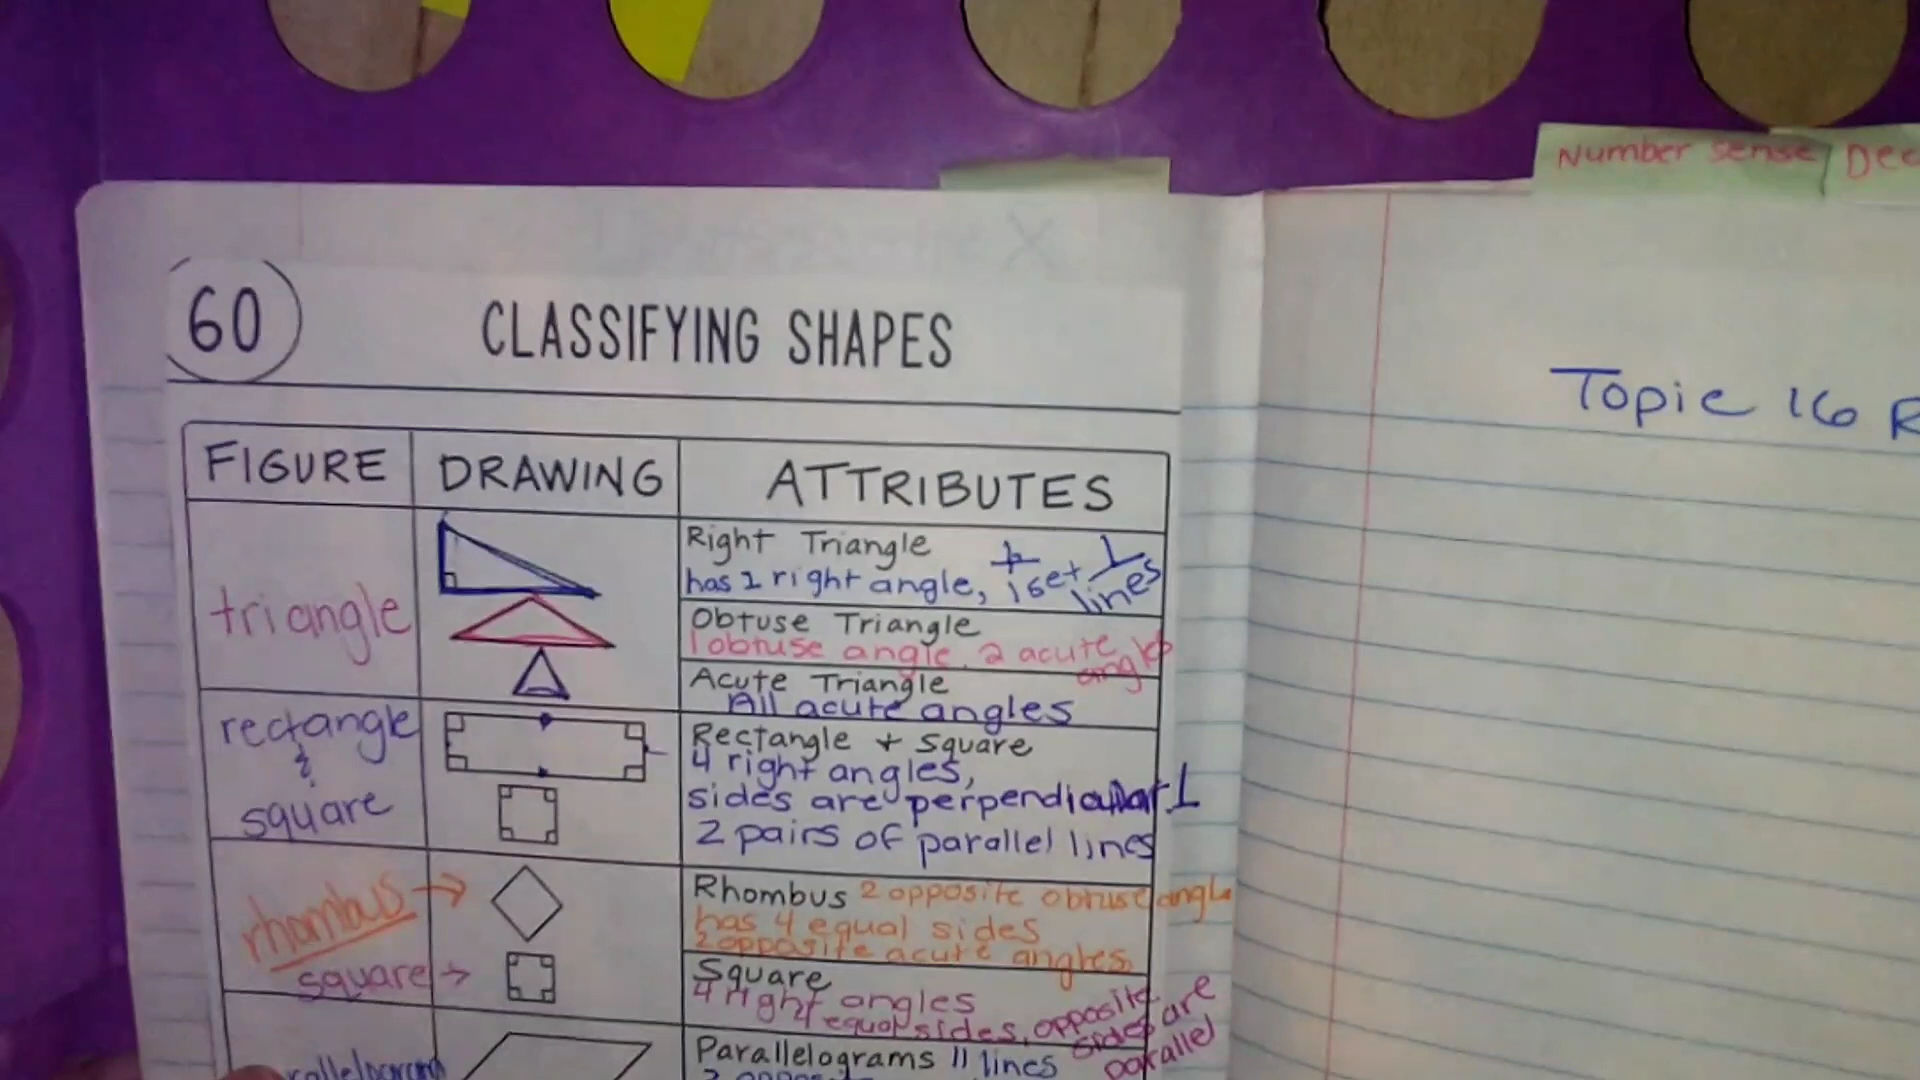 Number sense Dec
60
CLASSIFYING SHAPES
Topic 16 R
FIGURE DRAWING ATTRIBUTES
triangle
Right Triangle
has 1 right angle, 1 set ⊥
lines
Obtuse Triangle
1 obtuse angle, 2 acute
angles
Acute Triangle
All acute angles
rectangle
&
square
Rectangle + Square
4 right angles,
sides are perpendicular ⊥
2 pairs of parallel lines
rhombus →
Rhombus 2 opposite obtuse angle
has 4 equal sides
2 opposite acute angles
square →
Square
4 right angles
4 equal sides, opposite
sides are
parallel
Parallelograms || lines